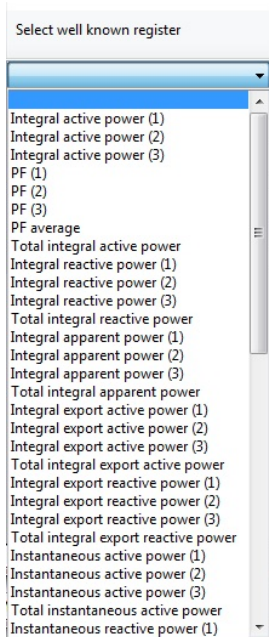 Select well known register
Integral active power (1)
Integral active power (2)
Integral active power (3)
PF (1)
PF (2)
PF (3)
PF average
Total integral active power
Integral reactive power (1)
Integral reactive power (2)
Integral reactive power (3)
Total integral reactive power
Integral apparent power (1)
Integral apparent power (2)
Integral apparent power (3)
Total integral apparent power
Integral export active power (1)
Integral export active power (2)
Integral export active power (3)
Total integral export active power
Integral export reactive power (1)
Integral export reactive power (2)
Integral export reactive power (3)
Total integral export reactive power
Instantaneous active power (1)
Instantaneous active power (2)
Instantaneous active power (3)
Total instantaneous active power
Instantaneous reactive power (1)